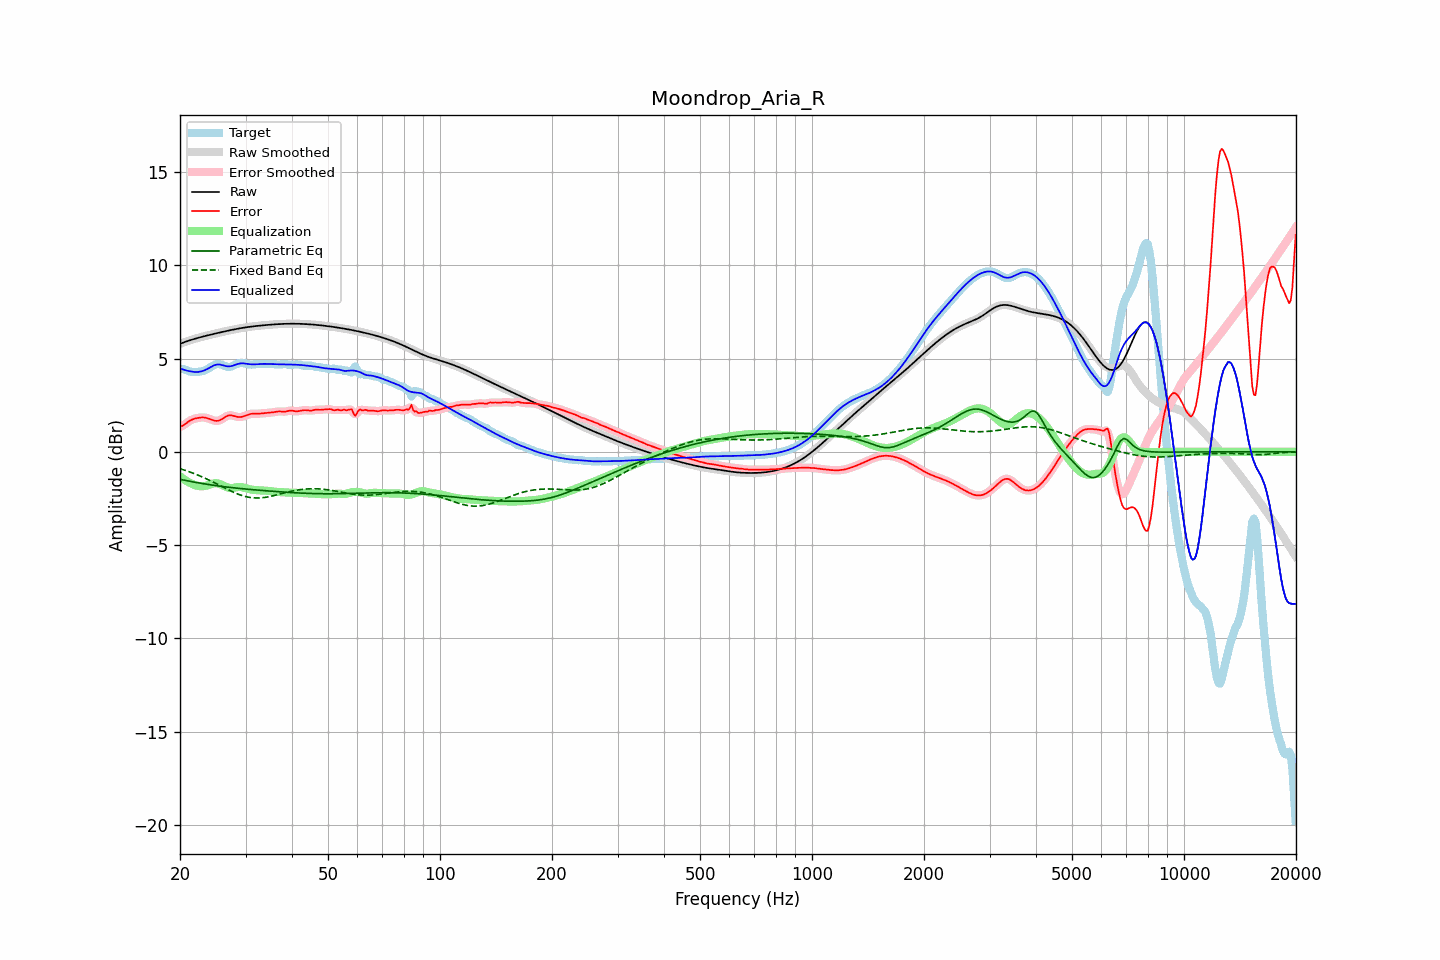 Moondrop_Aria_R
Target
Raw Smoothed
Error Smoothed
Raw
Error
Equalization
Parametric Eq
Fixed Band Eq
Equalized
15
10
5
0
−5
−10
−15
−20
Amplitude (dBr)
20 50 100 200 500 1000 2000 5000 10000 20000
Frequency (Hz)